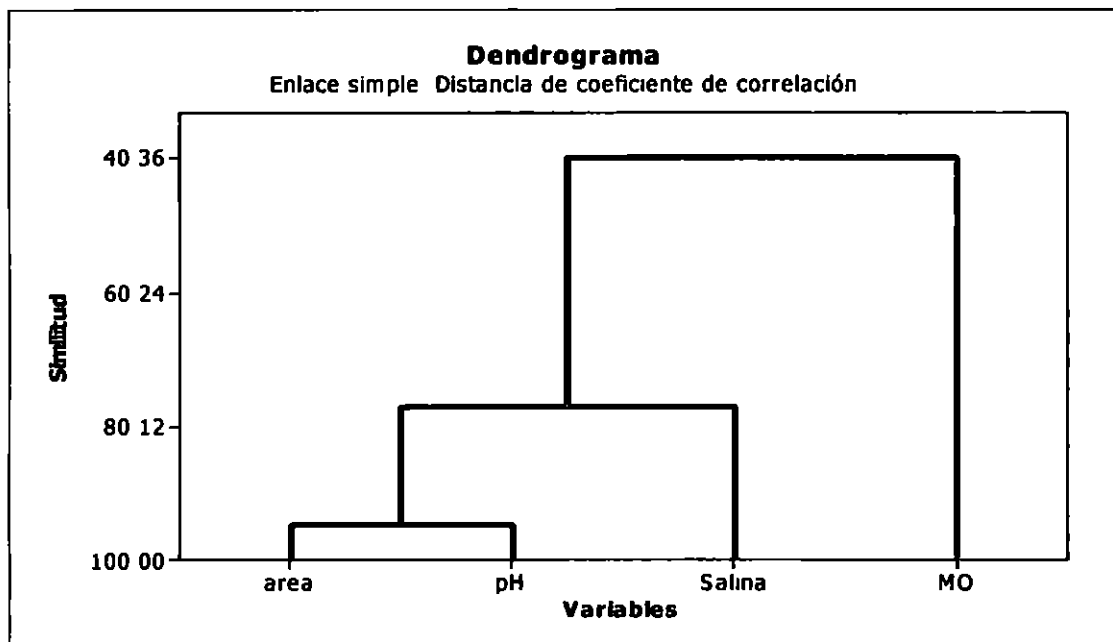 Dendrograma
Enlace simple Distancia de coeficiente de correlación
40 36
60 24
80 12
100 00
Similitud
area pH Salina MO
Variables